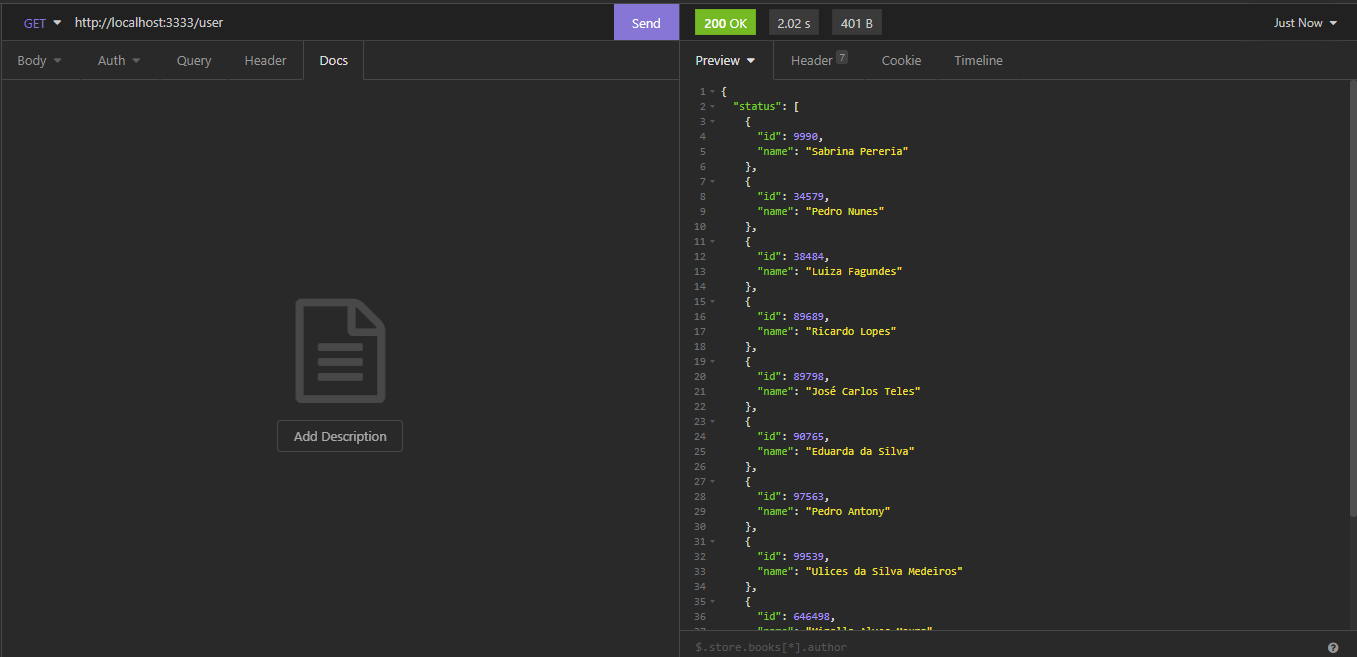 GET http://localhost:3333/user Send 200 OK 2.02 s 401 B Just Now
Body Auth Query Header Docs Preview Header 7 Cookie Timeline
1 {
2 "status": [
3 {
4 "id": 9990,
5 "name": "Sabrina Pereria"
6 },
7 {
8 "id": 34579,
9 "name": "Pedro Nunes"
10 },
11 {
12 "id": 38484,
13 "name": "Luiza Fagundes"
14 },
15 {
16 "id": 89689,
17 "name": "Ricardo Lopes"
18 },
19 {
20 "id": 89798,
21 "name": "José Carlos Teles"
22 },
23 {
24 "id": 90765,
25 "name": "Eduarda da Silva"
26 },
27 {
28 "id": 97563,
29 "name": "Pedro Antony"
30 },
31 {
32 "id": 99539,
33 "name": "Ulices da Silva Medeiros"
34 },
35 {
36 "id": 646498,
37 "name":
Add Description
$.store.books[*].author